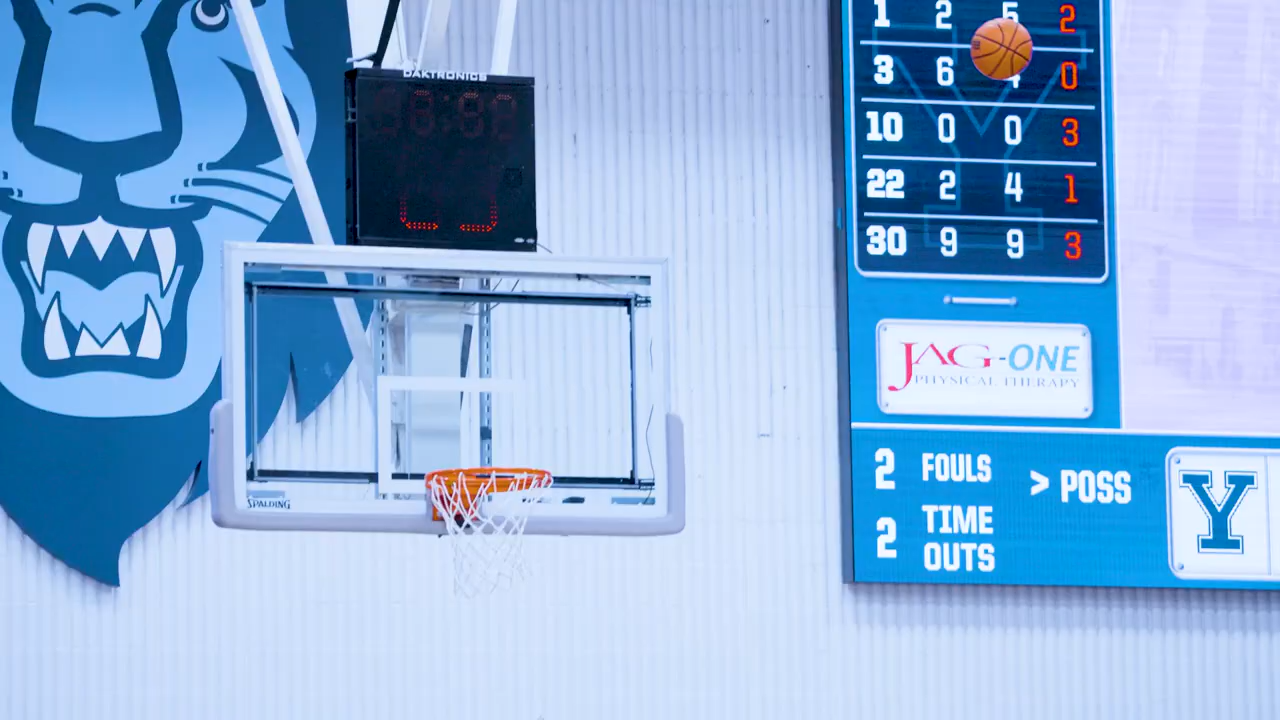 DAKTRONICS
1 2 5 2
3 6 4 0
10 0 0 3
22 2 4 1
30 9 9 3
JAG-ONE
PHYSICAL THERAPY
2 FOULS > POSS
2 TIME OUTS
Y
SPALDING